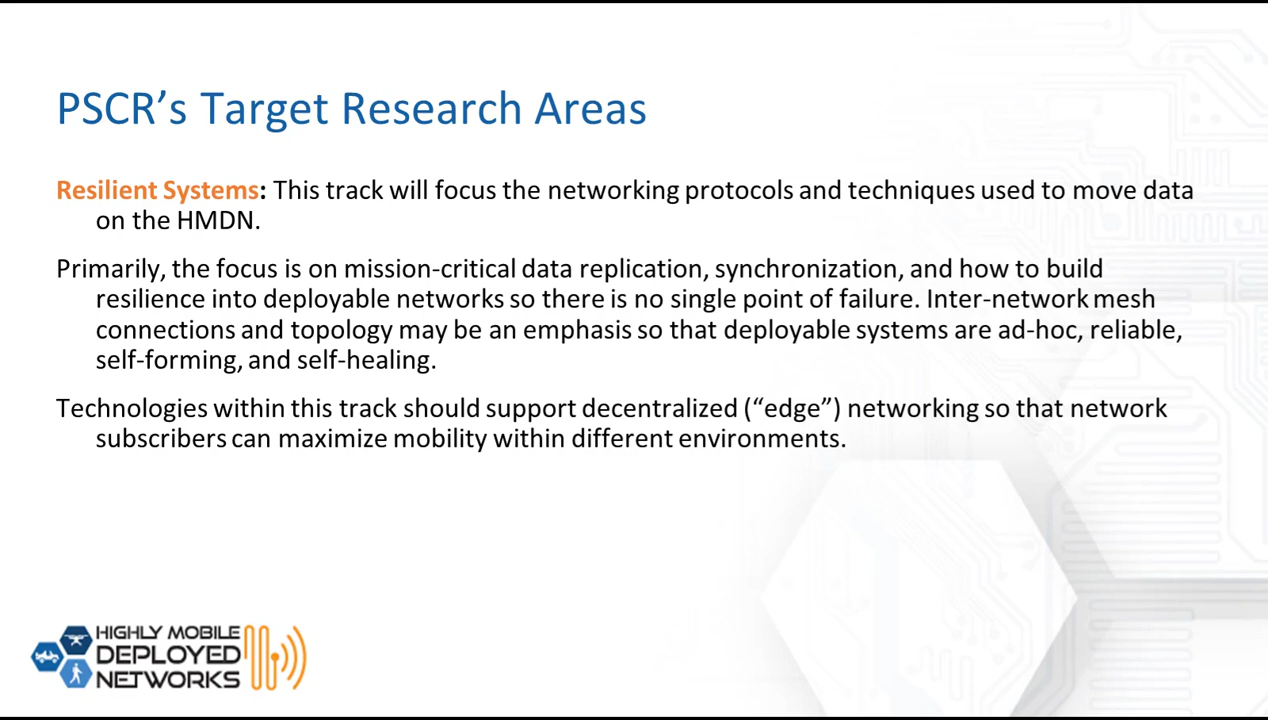 PSCR’s Target Research Areas
Resilient Systems: This track will focus the networking protocols and techniques used to move data
on the HMDN.
Primarily, the focus is on mission-critical data replication, synchronization, and how to build
resilience into deployable networks so there is no single point of failure. Inter-network mesh
connections and topology may be an emphasis so that deployable systems are ad-hoc, reliable,
self-forming, and self-healing.
Technologies within this track should support decentralized (“edge”) networking so that network
subscribers can maximize mobility within different environments.
HIGHLY MOBILE
DEPLOYED
NETWORKS